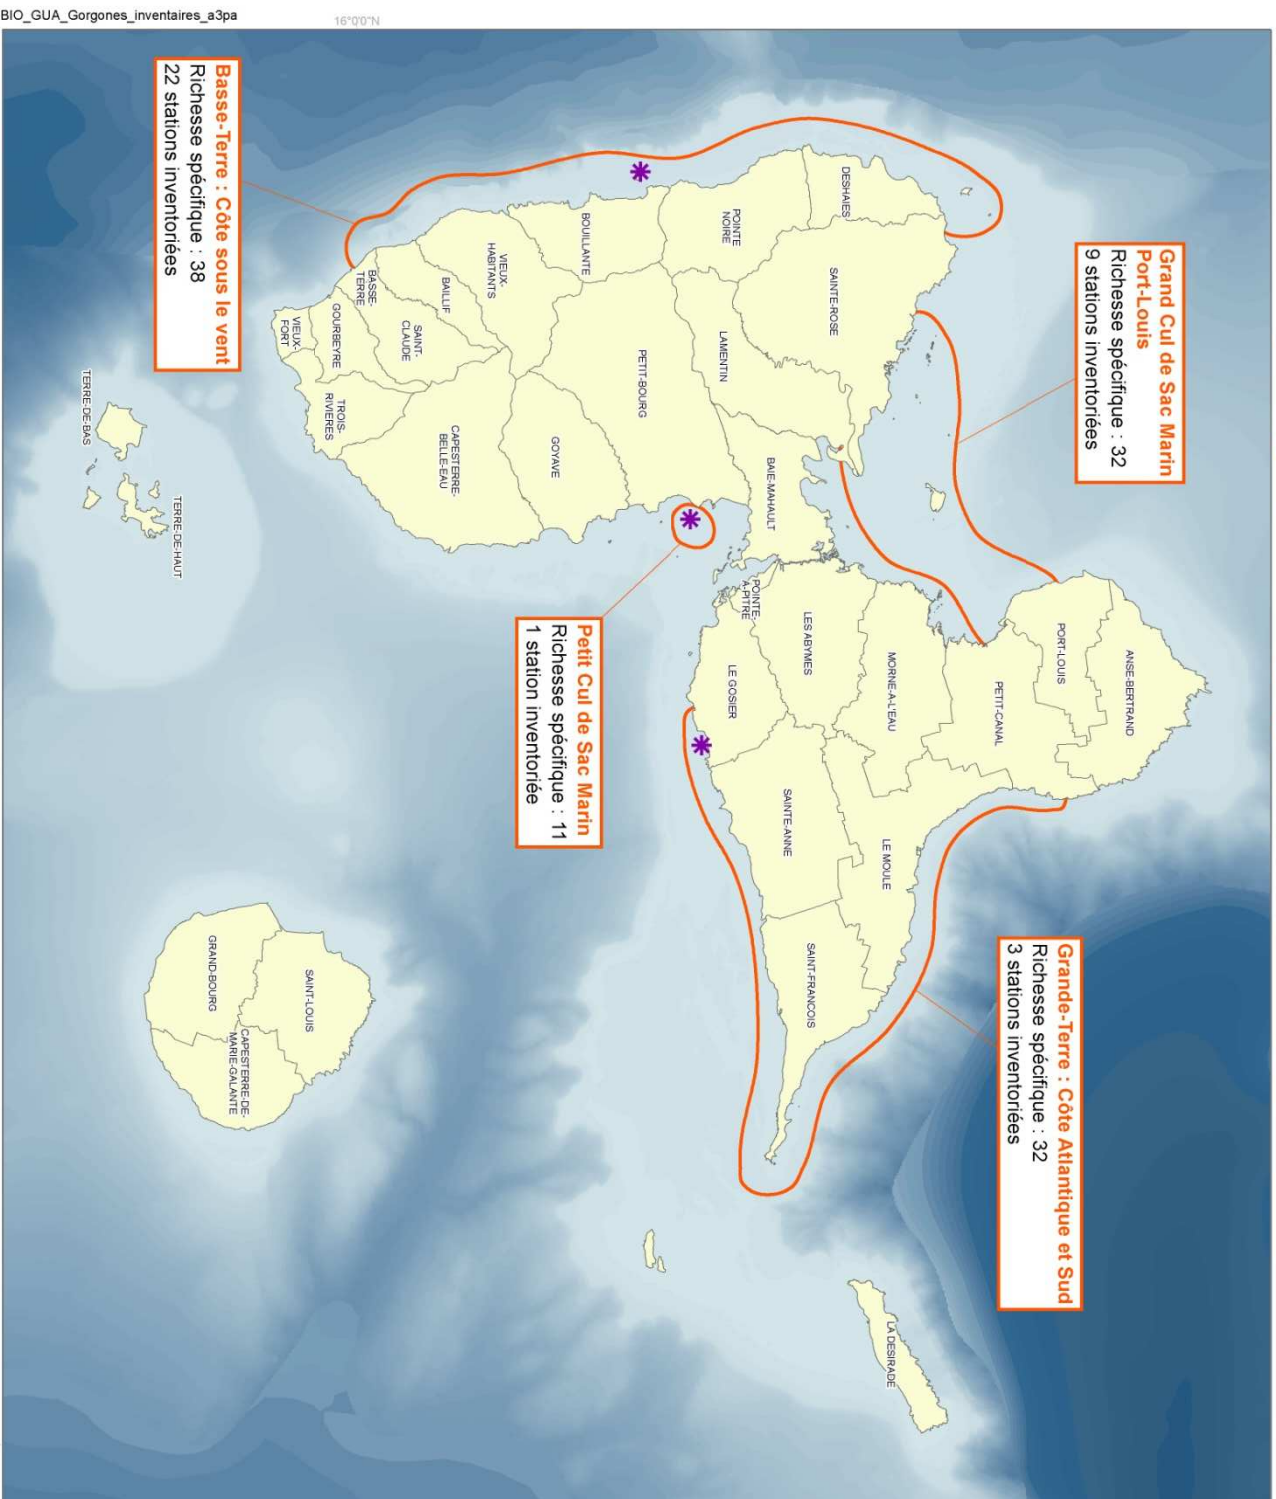 BIO_GUA_Gorgones_inventaires_a3pa
16°0'0"N
Grand Cul de Sac Marin
Port-Louis
Richesse spécifique : 32
9 stations inventoriées
Grande-Terre : Côte Atlantique et Sud
Richesse spécifique : 32
3 stations inventoriées
Petit Cul de Sac Marin
Richesse spécifique : 11
1 station inventoriée
Basse-Terre : Côte sous le vent
Richesse spécifique : 38
22 stations inventoriées
ANSE-BERTRAND
PORT-LOUIS
PETIT-CANAL
MORNE-A-L'EAU
LE MOULE
LES ABYMES
POINTE-
A-PITRE
LE GOSIER
SAINTE-ANNE
SAINT-FRANCOIS
LA DESIRADE
DESHAIES
SAINTE-ROSE
POINTE
NOIRE
LAMENTIN
BAIE-MAHAULT
BOUILLANTE
PETIT-BOURG
VIEUX-
HABITANTS
GOYAVE
BAILLIF
SAINT-
CLAUDE
CAPESTERRE-
BELLE-EAU
BASSE-
TERRE
GOURBEYRE
VIEUX-
FORT
TROIS-
RIVIERES
TERRE-DE-BAS
TERRE-DE-HAUT
SAINT-LOUIS
GRAND-BOURG
CAPESTERRE-DE-
MARIE-GALANTE